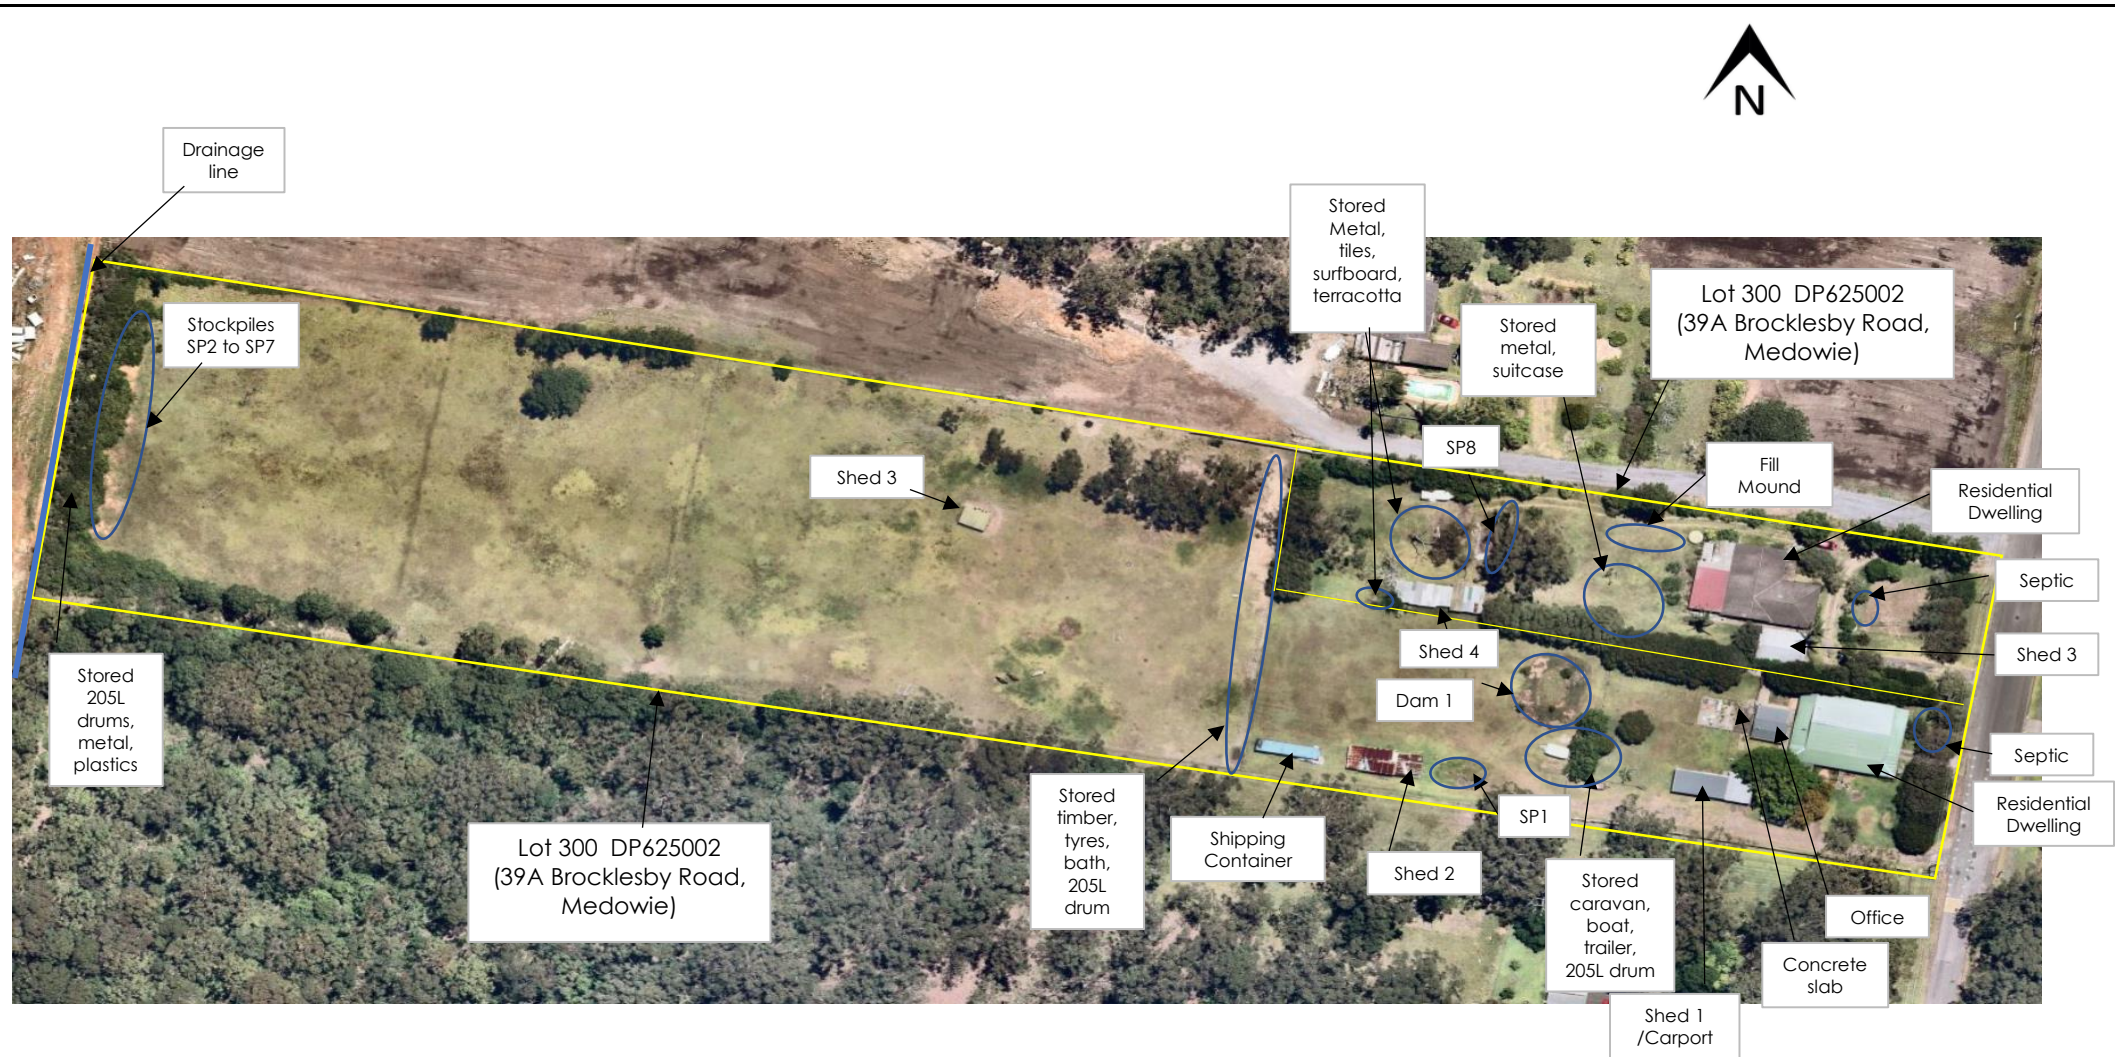 N
Drainage
line
Stored
Metal,
tiles,
surfboard,
terracotta
Lot 300  DP625002
(39A Brocklesby Road,
Medowie)
Stockpiles
SP2 to SP7
Stored
metal,
suitcase
SP8
Fill
Mound
Shed 3
Residential
Dwelling
Septic
Shed 4
Shed 3
Stored
205L
drums,
metal,
plastics
Dam 1
Septic
Stored
timber,
tyres,
bath,
205L
drum
SP1
Residential
Dwelling
Shipping
Container
Lot 300  DP625002
(39A Brocklesby Road,
Medowie)
Shed 2
Stored
caravan,
boat,
trailer,
205L drum
Office
Concrete
slab
Shed 1
/Carport